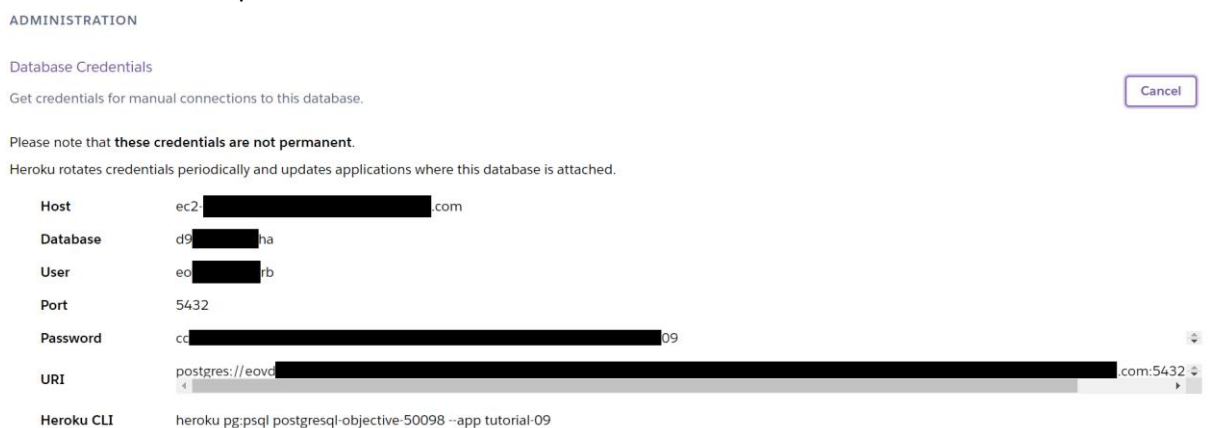 ADMINISTRATION
Database Credentials
Get credentials for manual connections to this database.
Cancel
Please note that these credentials are not permanent.
Heroku rotates credentials periodically and updates applications where this database is attached.
Host ec2- .com
Database d9 ha
User eo rb
Port 5432
Password cc 09
URI postgres://eovd .com:5432
Heroku CLI heroku pg:psql postgresql-objective-50098 --app tutorial-09